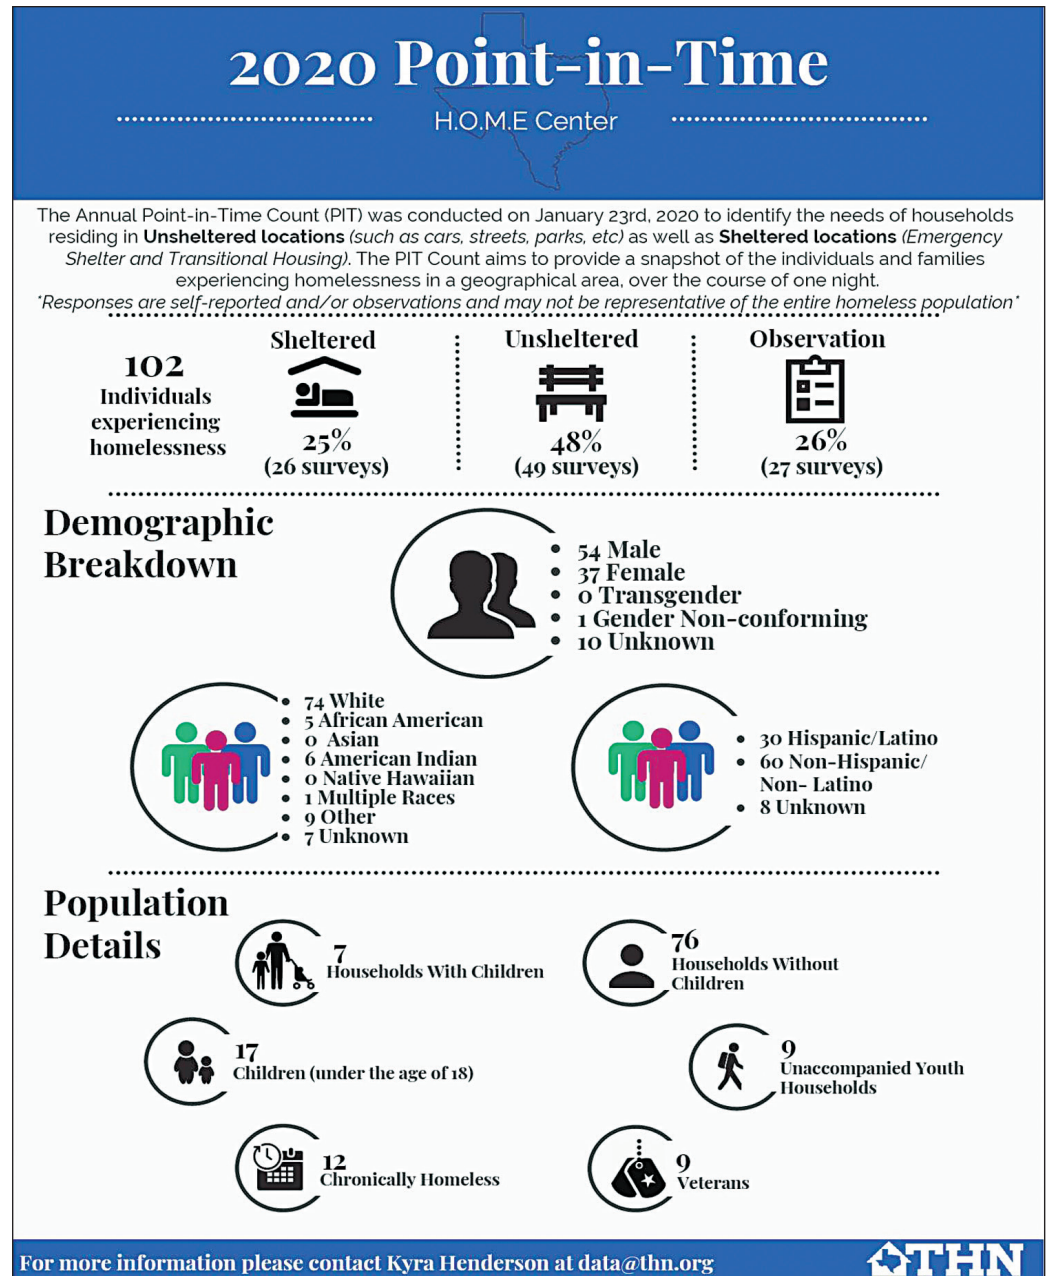 2020 Point-in-Time
H.O.M.E Center
The Annual Point-in-Time Count (PIT) was conducted on January 23rd, 2020 to identify the needs of households
residing in Unsheltered locations (such as cars, streets, parks, etc) as well as Sheltered locations (Emergency
Shelter and Transitional Housing). The PIT Count aims to provide a snapshot of the individuals and families
experiencing homelessness in a geographical area, over the course of one night.
*Responses are self-reported and/or observations and may not be representative of the entire homeless population*
102
Individuals
experiencing
homelessness
Sheltered
25%
(26 surveys)
Unsheltered
48%
(49 surveys)
Observation
26%
(27 surveys)
Demographic
Breakdown
• 54 Male
• 37 Female
• 0 Transgender
• 1 Gender Non-conforming
• 10 Unknown
• 74 White
• 5 African American
• 0 Asian
• 6 American Indian
• 0 Native Hawaiian
• 1 Multiple Races
• 9 Other
• 7 Unknown
• 30 Hispanic/Latino
• 60 Non-Hispanic/
Non- Latino
• 8 Unknown
Population
Details
7
Households With Children
76
Households Without
Children
17
Children (under the age of 18)
9
Unaccompanied Youth
Households
12
Chronically Homeless
9
Veterans
For more information please contact Kyra Henderson at data@thn.org
THN